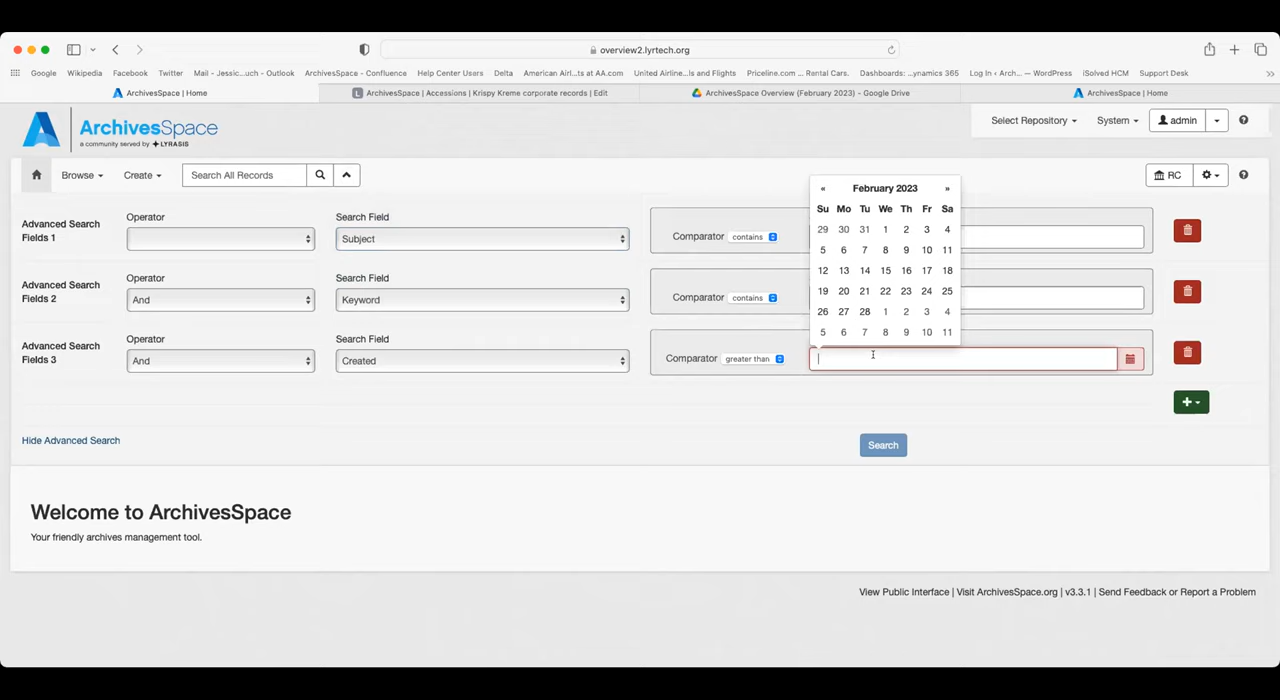 overview2.lyrtech.org
Google Wikipedia Facebook Twitter Mail - Jessic...uch - Outlook ArchivesSpace - Confluence Help Center Users Delta American Airl...ts at AA.com United Airline...ls and Flights Priceline.com ... Rental Cars. Dashboards: ...ynamics 365 Log In ‹ Arch... — WordPress iSolved HCM Support Desk
ArchivesSpace | Home
ArchivesSpace | Accessions | Krispy Kreme corporate records | Edit
ArchivesSpace Overview (February 2023) - Google Drive
ArchivesSpace | Home
ArchivesSpace
a community served by LYRASIS
Select Repository System admin
Browse Create Search All Records RC
Advanced Search Fields 1
Operator
Search Field
Subject
Comparator contains
Advanced Search Fields 2
Operator
And
Search Field
Keyword
Comparator contains
Advanced Search Fields 3
Operator
And
Search Field
Created
Comparator greater than
« February 2023 »
Su Mo Tu We Th Fr Sa
29 30 31 1 2 3 4
5 6 7 8 9 10 11
12 13 14 15 16 17 18
19 20 21 22 23 24 25
26 27 28 1 2 3 4
5 6 7 8 9 10 11
Hide Advanced Search
Search
Welcome to ArchivesSpace
Your friendly archives management tool.
View Public Interface | Visit ArchivesSpace.org | v3.3.1 | Send Feedback or Report a Problem